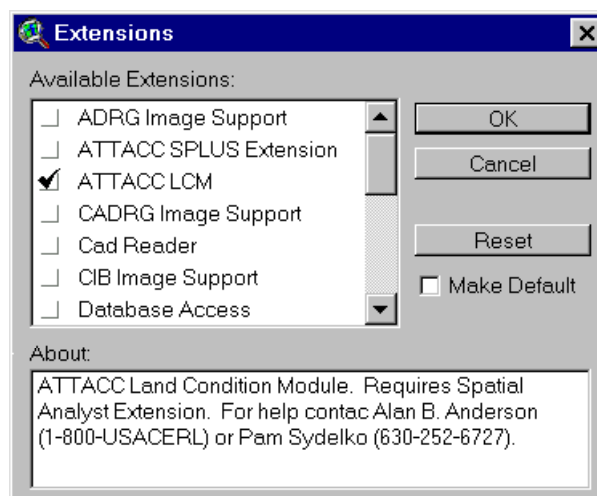 Extensions
Available Extensions:
ADRG Image Support
ATTACC SPLUS Extension
ATTACC LCM
CADRG Image Support
Cad Reader
CIB Image Support
Database Access
OK
Cancel
Reset
Make Default
About:
ATTACC Land Condition Module. Requires Spatial
Analyst Extension. For help contac Alan B. Anderson
(1-800-USACERL) or Pam Sydelko (630-252-6727).